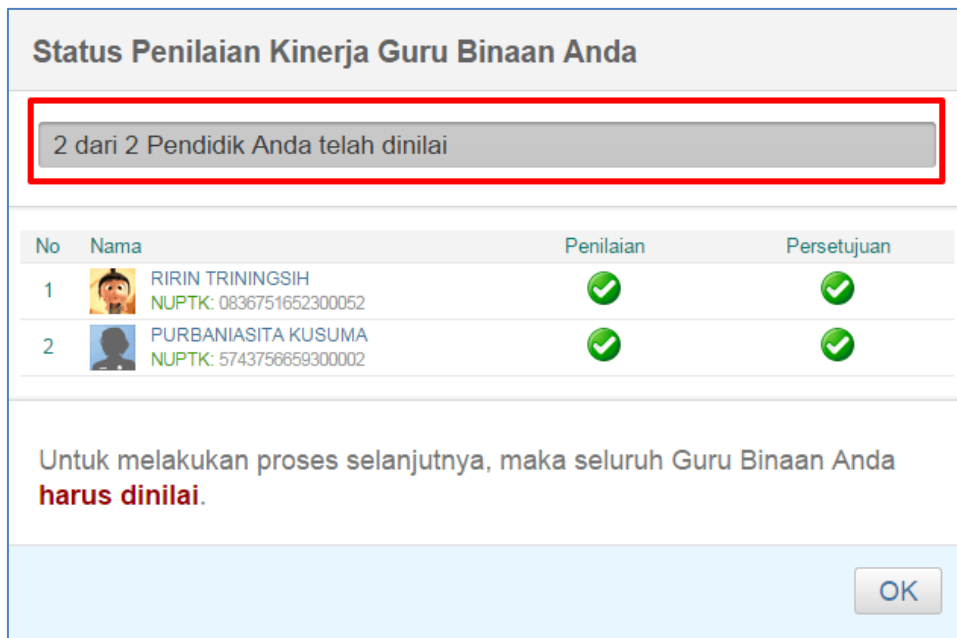 Status Penilaian Kinerja Guru Binaan Anda
2 dari 2 Pendidik Anda telah dinilai
No Nama Penilaian Persetujuan
1 RIRIN TRININGSIH
NUPTK: 0836751652300052
2 PURBANIASITA KUSUMA
NUPTK: 5743756659300002
Untuk melakukan proses selanjutnya, maka seluruh Guru Binaan Anda
harus dinilai.
OK